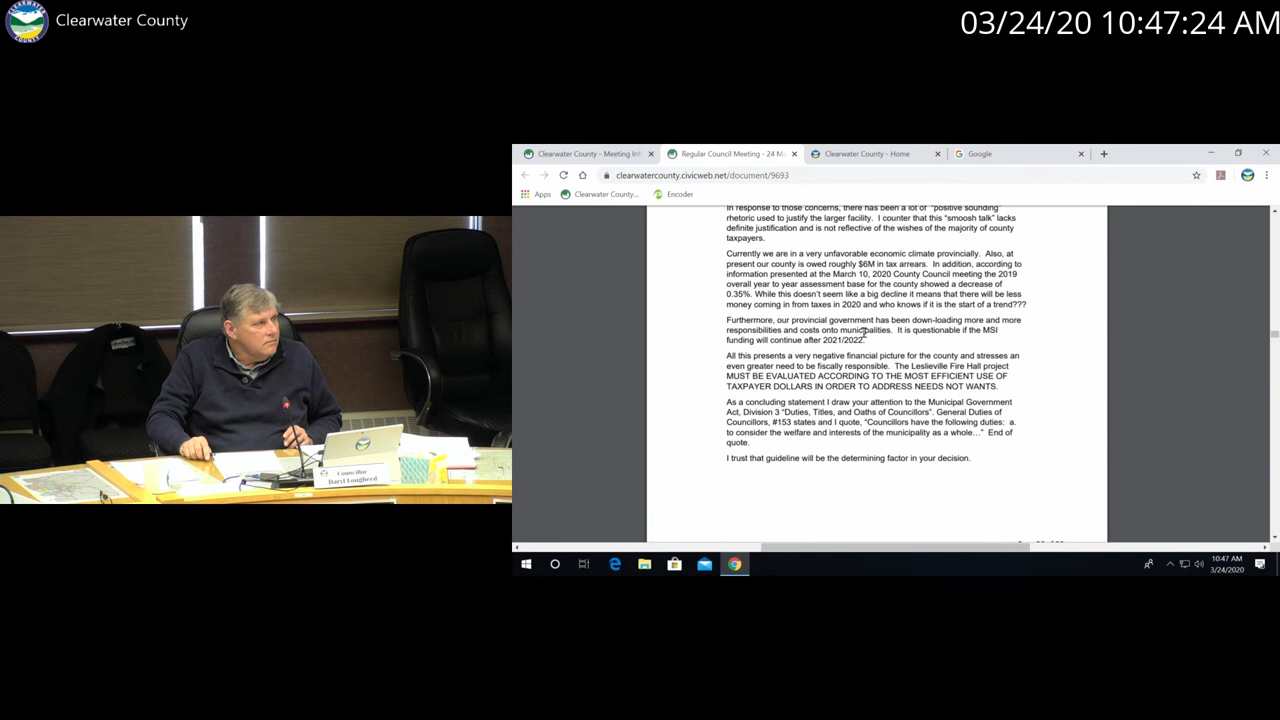 Clearwater County
03/24/20 10:47:24 AM
Clearwater County - Meeting Inf
Regular Council Meeting - 24 M
Clearwater County - Home
Google
clearwatercounty.civicweb.net/document/9693
Apps
Clearwater County...
Encoder
In response to those concerns, there has been a lot of "positive sounding"
rhetoric used to justify the larger facility. I counter that this "smoosh talk" lacks
definite justification and is not reflective of the wishes of the majority of county
taxpayers.
Currently we are in a very unfavorable economic climate provincially. Also, at
present our county is owed roughly $6M in tax arrears. In addition, according to
information presented at the March 10, 2020 County Council meeting the 2019
overall year to year assessment base for the county showed a decrease of
0.35%. While this doesn't seem like a big decline it means that there will be less
money coming in from taxes in 2020 and who knows if it is the start of a trend???
Furthermore, our provincial government has been down-loading more and more
responsibilities and costs onto municipalities. It is questionable if the MSI
funding will continue after 2021/2022.
All this presents a very negative financial picture for the county and stresses an
even greater need to be fiscally responsible. The Leslieville Fire Hall project
MUST BE EVALUATED ACCORDING TO THE MOST EFFICIENT USE OF
TAXPAYER DOLLARS IN ORDER TO ADDRESS NEEDS NOT WANTS.
As a concluding statement I draw your attention to the Municipal Government
Act, Division 3 "Duties, Titles, and Oaths of Councillors". General Duties of
Councillors, #153 states and I quote, "Councillors have the following duties: a.
to consider the welfare and interests of the municipality as a whole..." End of
quote.
I trust that guideline will be the determining factor in your decision.
Councillor
Daryl Lougheed
10:47 AM
3/24/2020